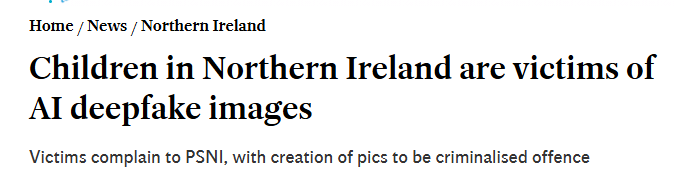 Home / News / Northern Ireland
Children in Northern Ireland are victims of
AI deepfake images
Victims complain to PSNI, with creation of pics to be criminalised offence